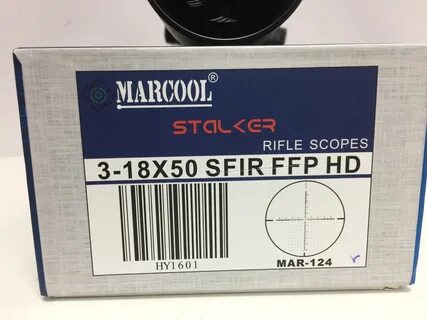 MARCOOL®
STALKER
RIFLE SCOPES
3-18X50 SFIR FFP HD
HY1601
MAR-124